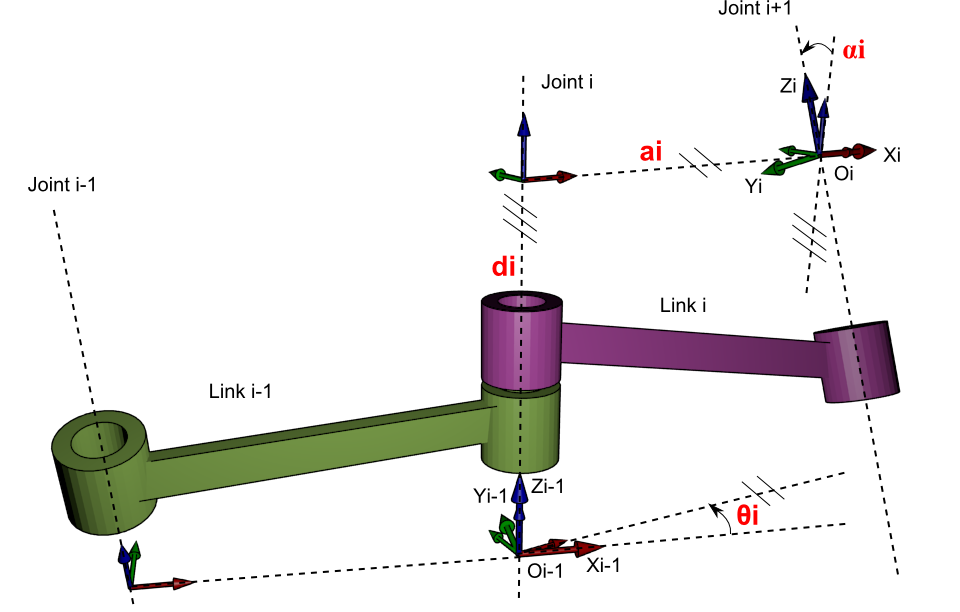 Joint i+1
αi
Joint i
Zi
ai
Xi
Oi
Yi
Joint i-1
di
Link i
Link i-1
Yi-1
Zi-1
θi
Oi-1
Xi-1